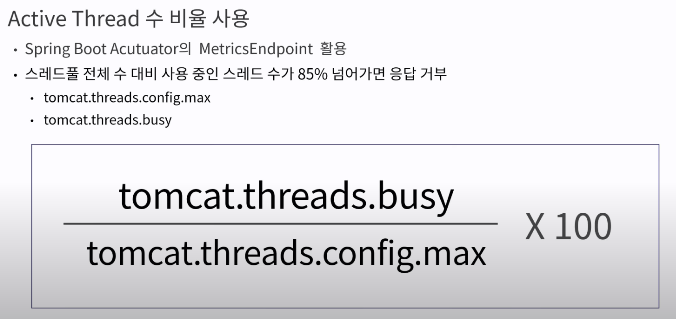 Active Thread 수 비율 사용
• Spring Boot Acutuator의 MetricsEndpoint 활용
• 스레드풀 전체 수 대비 사용 중인 스레드 수가 85% 넘어가면 응답 거부
• tomcat.threads.config.max
• tomcat.threads.busy
tomcat.threads.busy
X 100
tomcat.threads.config.max